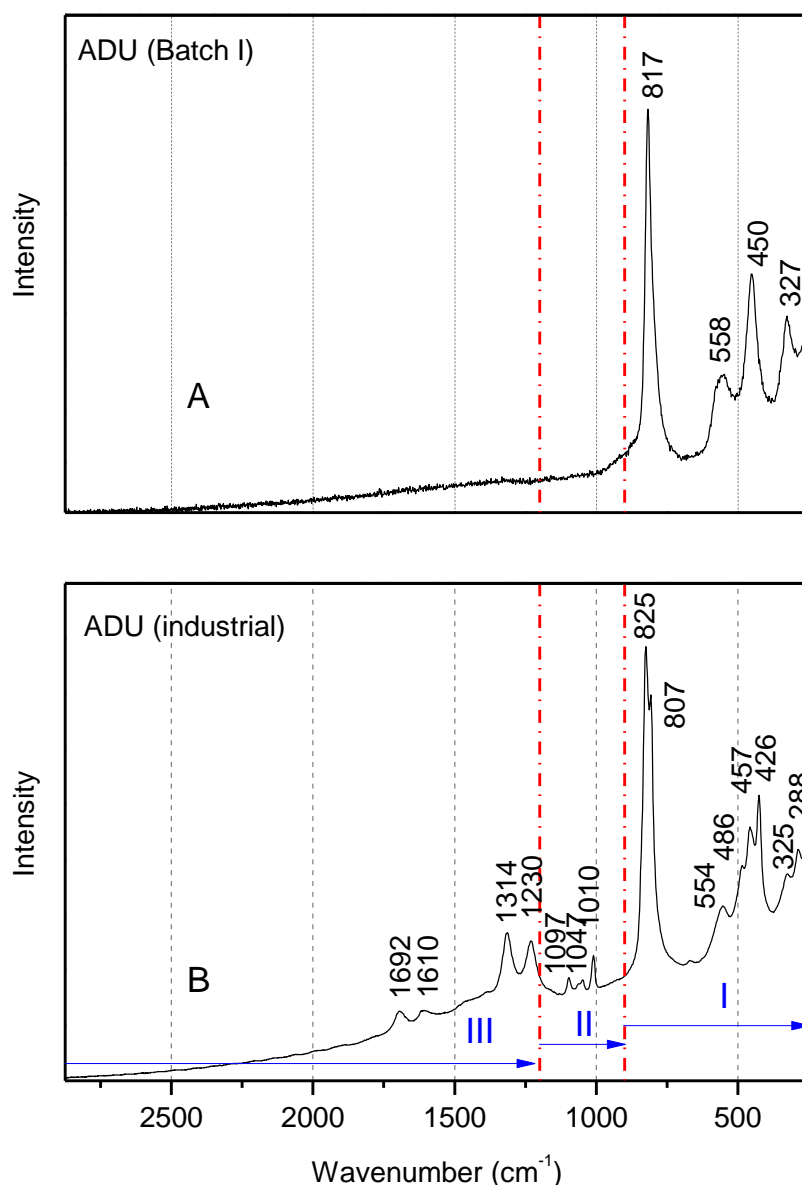 ADU (Batch I)
817
558
450
327
A
Intensity
ADU (industrial)
825
807
554
486
457
426
325
288
1692
1610
1314
1230
1097
1047
1010
B
III
II
I
Intensity
2500
2000
1500
1000
500
Wavenumber (cm⁻¹)